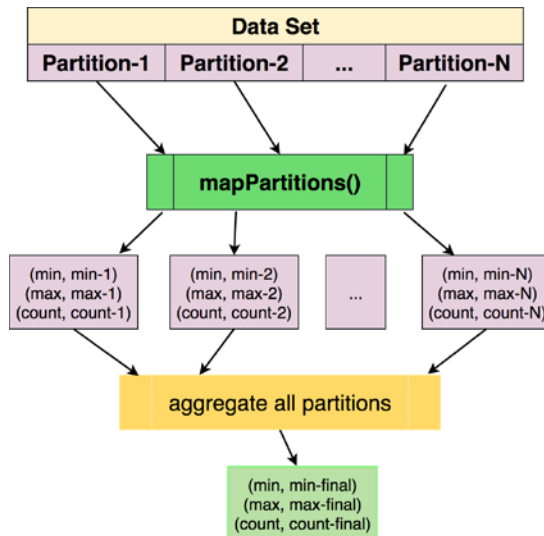 Data Set
Partition-1 Partition-2 ... Partition-N
mapPartitions()
(min, min-1) (min, min-2) (min, min-N)
(max, max-1) (max, max-2) ... (max, max-N)
(count, count-1) (count, count-2) (count, count-N)
aggregate all partitions
(min, min-final)
(max, max-final)
(count, count-final)